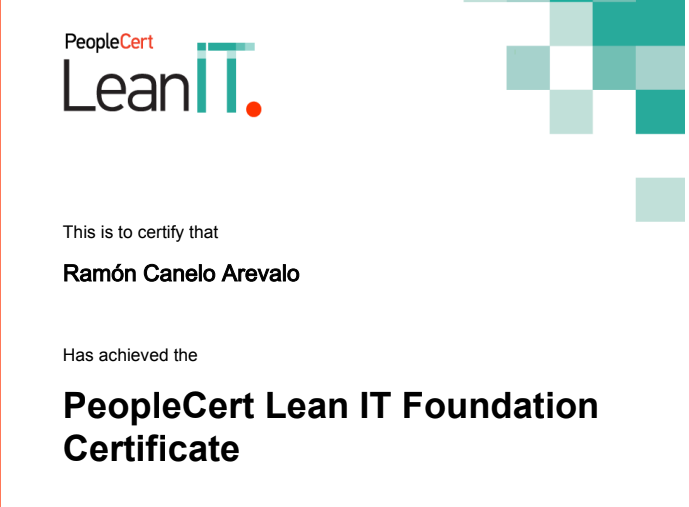 PeopleCert
LeanIT.
This is to certify that
Ramón Canelo Arevalo
Has achieved the
PeopleCert Lean IT Foundation
Certificate